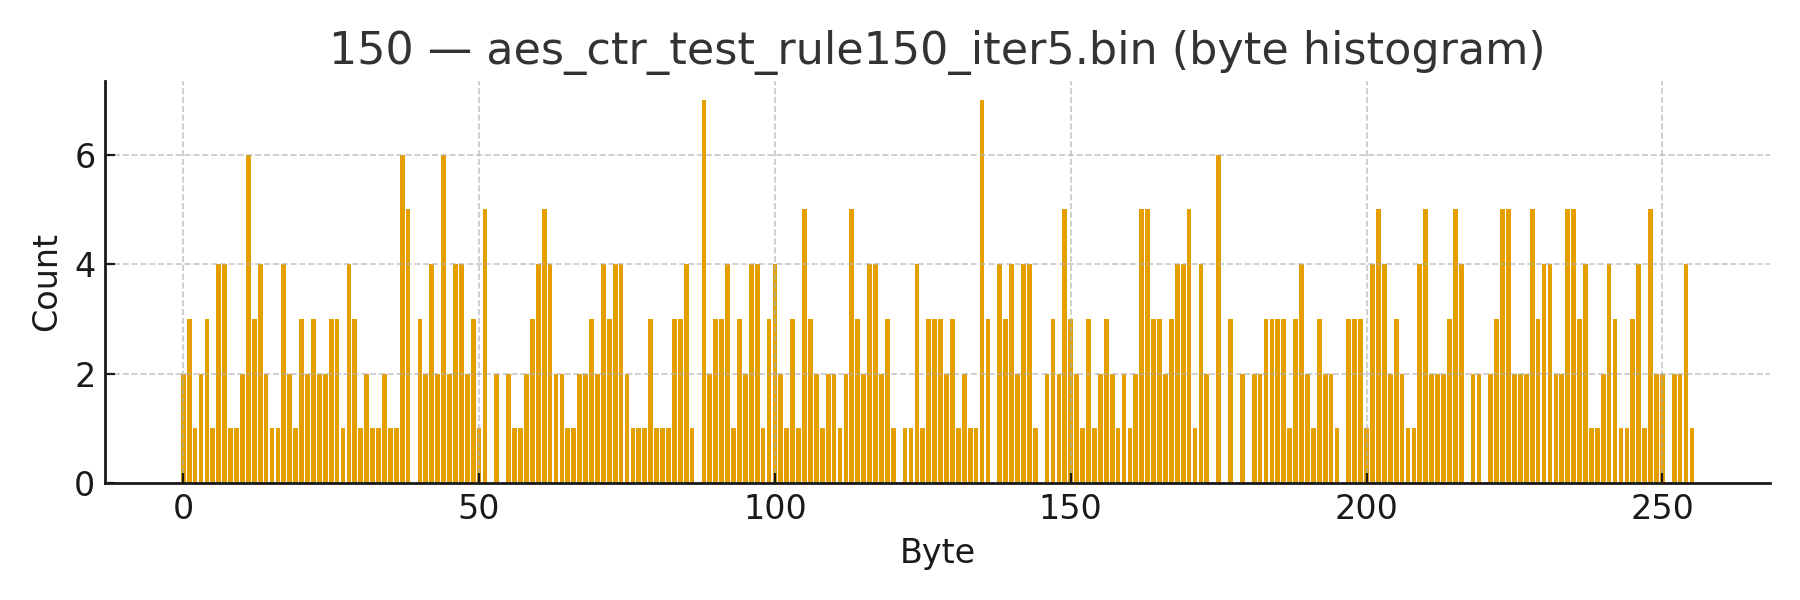 150 — aes_ctr_test_rule150_iter5.bin (byte histogram)
Count
6
4
2
0
0 50 100 150 200 250
Byte